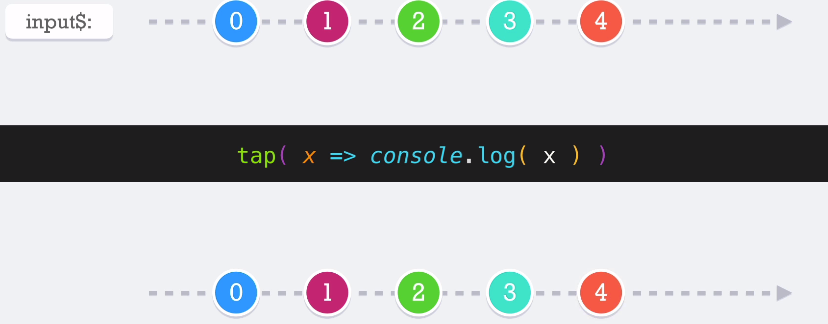 input$: 0 1 2 3 4
tap( x => console.log( x ) )
0 1 2 3 4